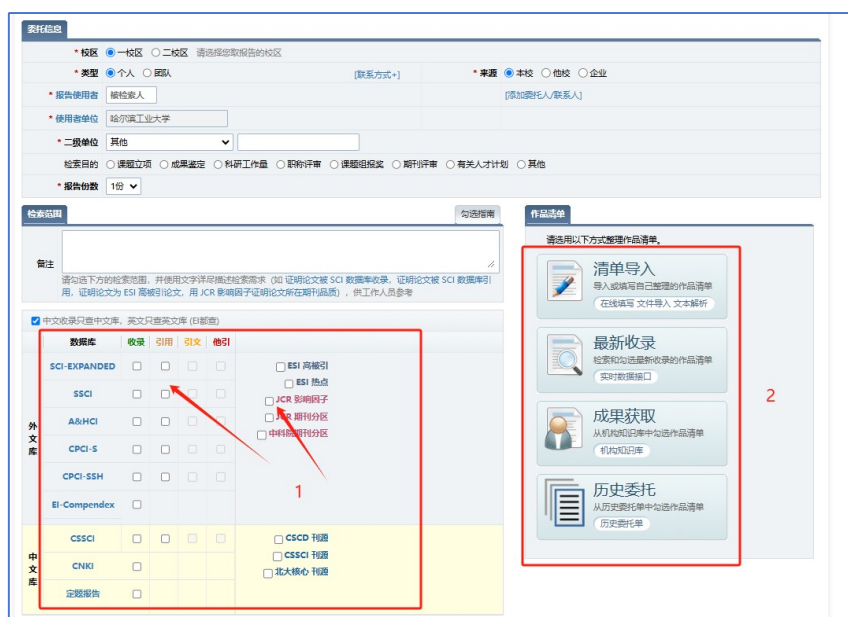 委托信息
* 校区 一校区 二校区 请选择您取报告的校区
* 类型 个人 团队 [联系方式+] * 来源 本校 他校 企业
* 报告使用者 被检索人 [添加委托人/联系人]
* 使用者单位 哈尔滨工业大学
* 二级单位 其他
检索目的 课题立项 成果鉴定 科研工作量 职称评审 课题组报奖 期刊评审 有关人才计划 其他
* 报告份数 1份
检索范围 勾选指南 作品清单
请选用以下方式整理作品清单。
备注
请勾选下方的检索范围，并使用文字详尽描述检索需求（如 证明论文被 SCI 数据库收录，证明论文被 SCI 数据库引
用，证明论文为 ESI 高被引论文，用 JCR 影响因子证明论文所在期刊品质），供工作人员参考
中文收录只查中文库，英文只查英文库 (EI都查)
数据库 收录 引用 引文 他引
外文库
SCI-EXPANDED
SSCI
A&HCI
CPCI-S
CPCI-SSH
EI-Compendex
ESI 高被引
ESI 热点
JCR 影响因子
JCR 期刊分区
中科院期刊分区
1
中文库
CSSCI
CNKI
定题报告
CSCD 刊源
CSSCI 刊源
北大核心 刊源
清单导入
导入或填写自己整理的作品清单
在线填写 文件导入 文本解析
最新收录
检索和勾选最新收录的作品清单
实时数据接口
成果获取
从机构知识库中勾选作品清单
机构知识库
历史委托
从历史委托单中勾选作品清单
历史委托单
2